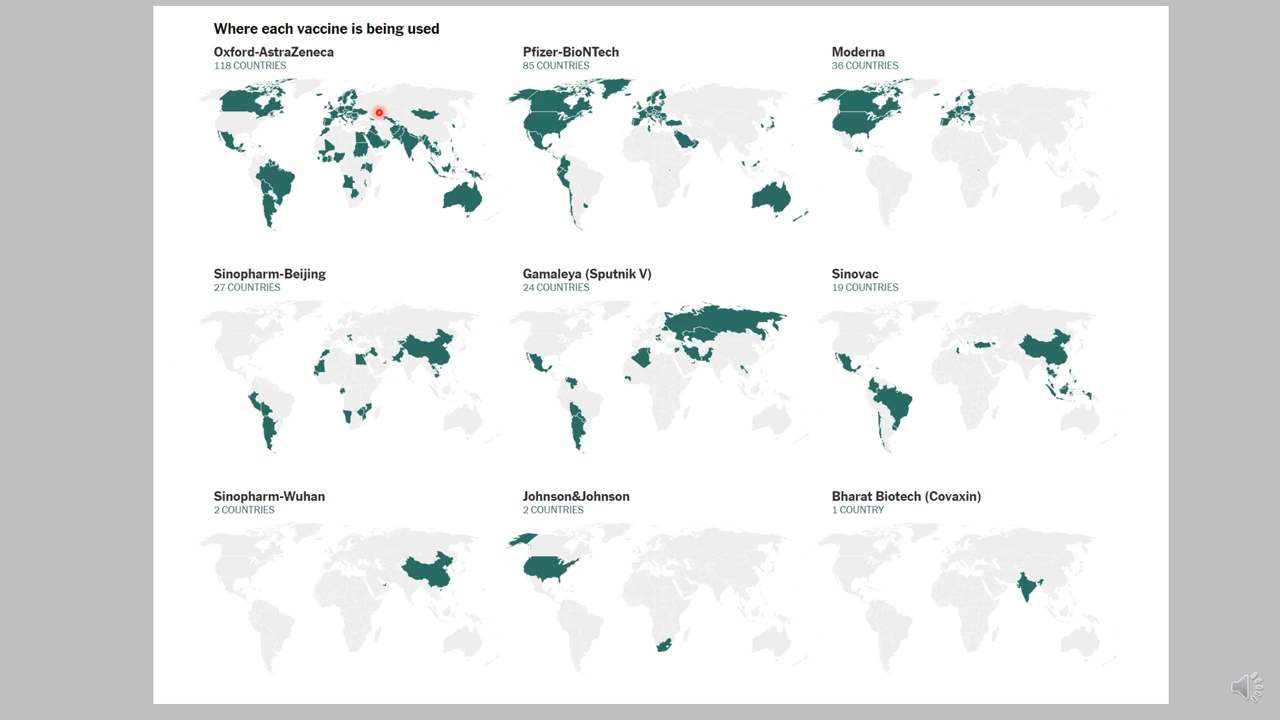 Where each vaccine is being used
Oxford-AstraZeneca
118 COUNTRIES
Pfizer-BioNTech
85 COUNTRIES
Moderna
36 COUNTRIES
Sinopharm-Beijing
27 COUNTRIES
Gamaleya (Sputnik V)
24 COUNTRIES
Sinovac
19 COUNTRIES
Sinopharm-Wuhan
2 COUNTRIES
Johnson&Johnson
2 COUNTRIES
Bharat Biotech (Covaxin)
1 COUNTRY